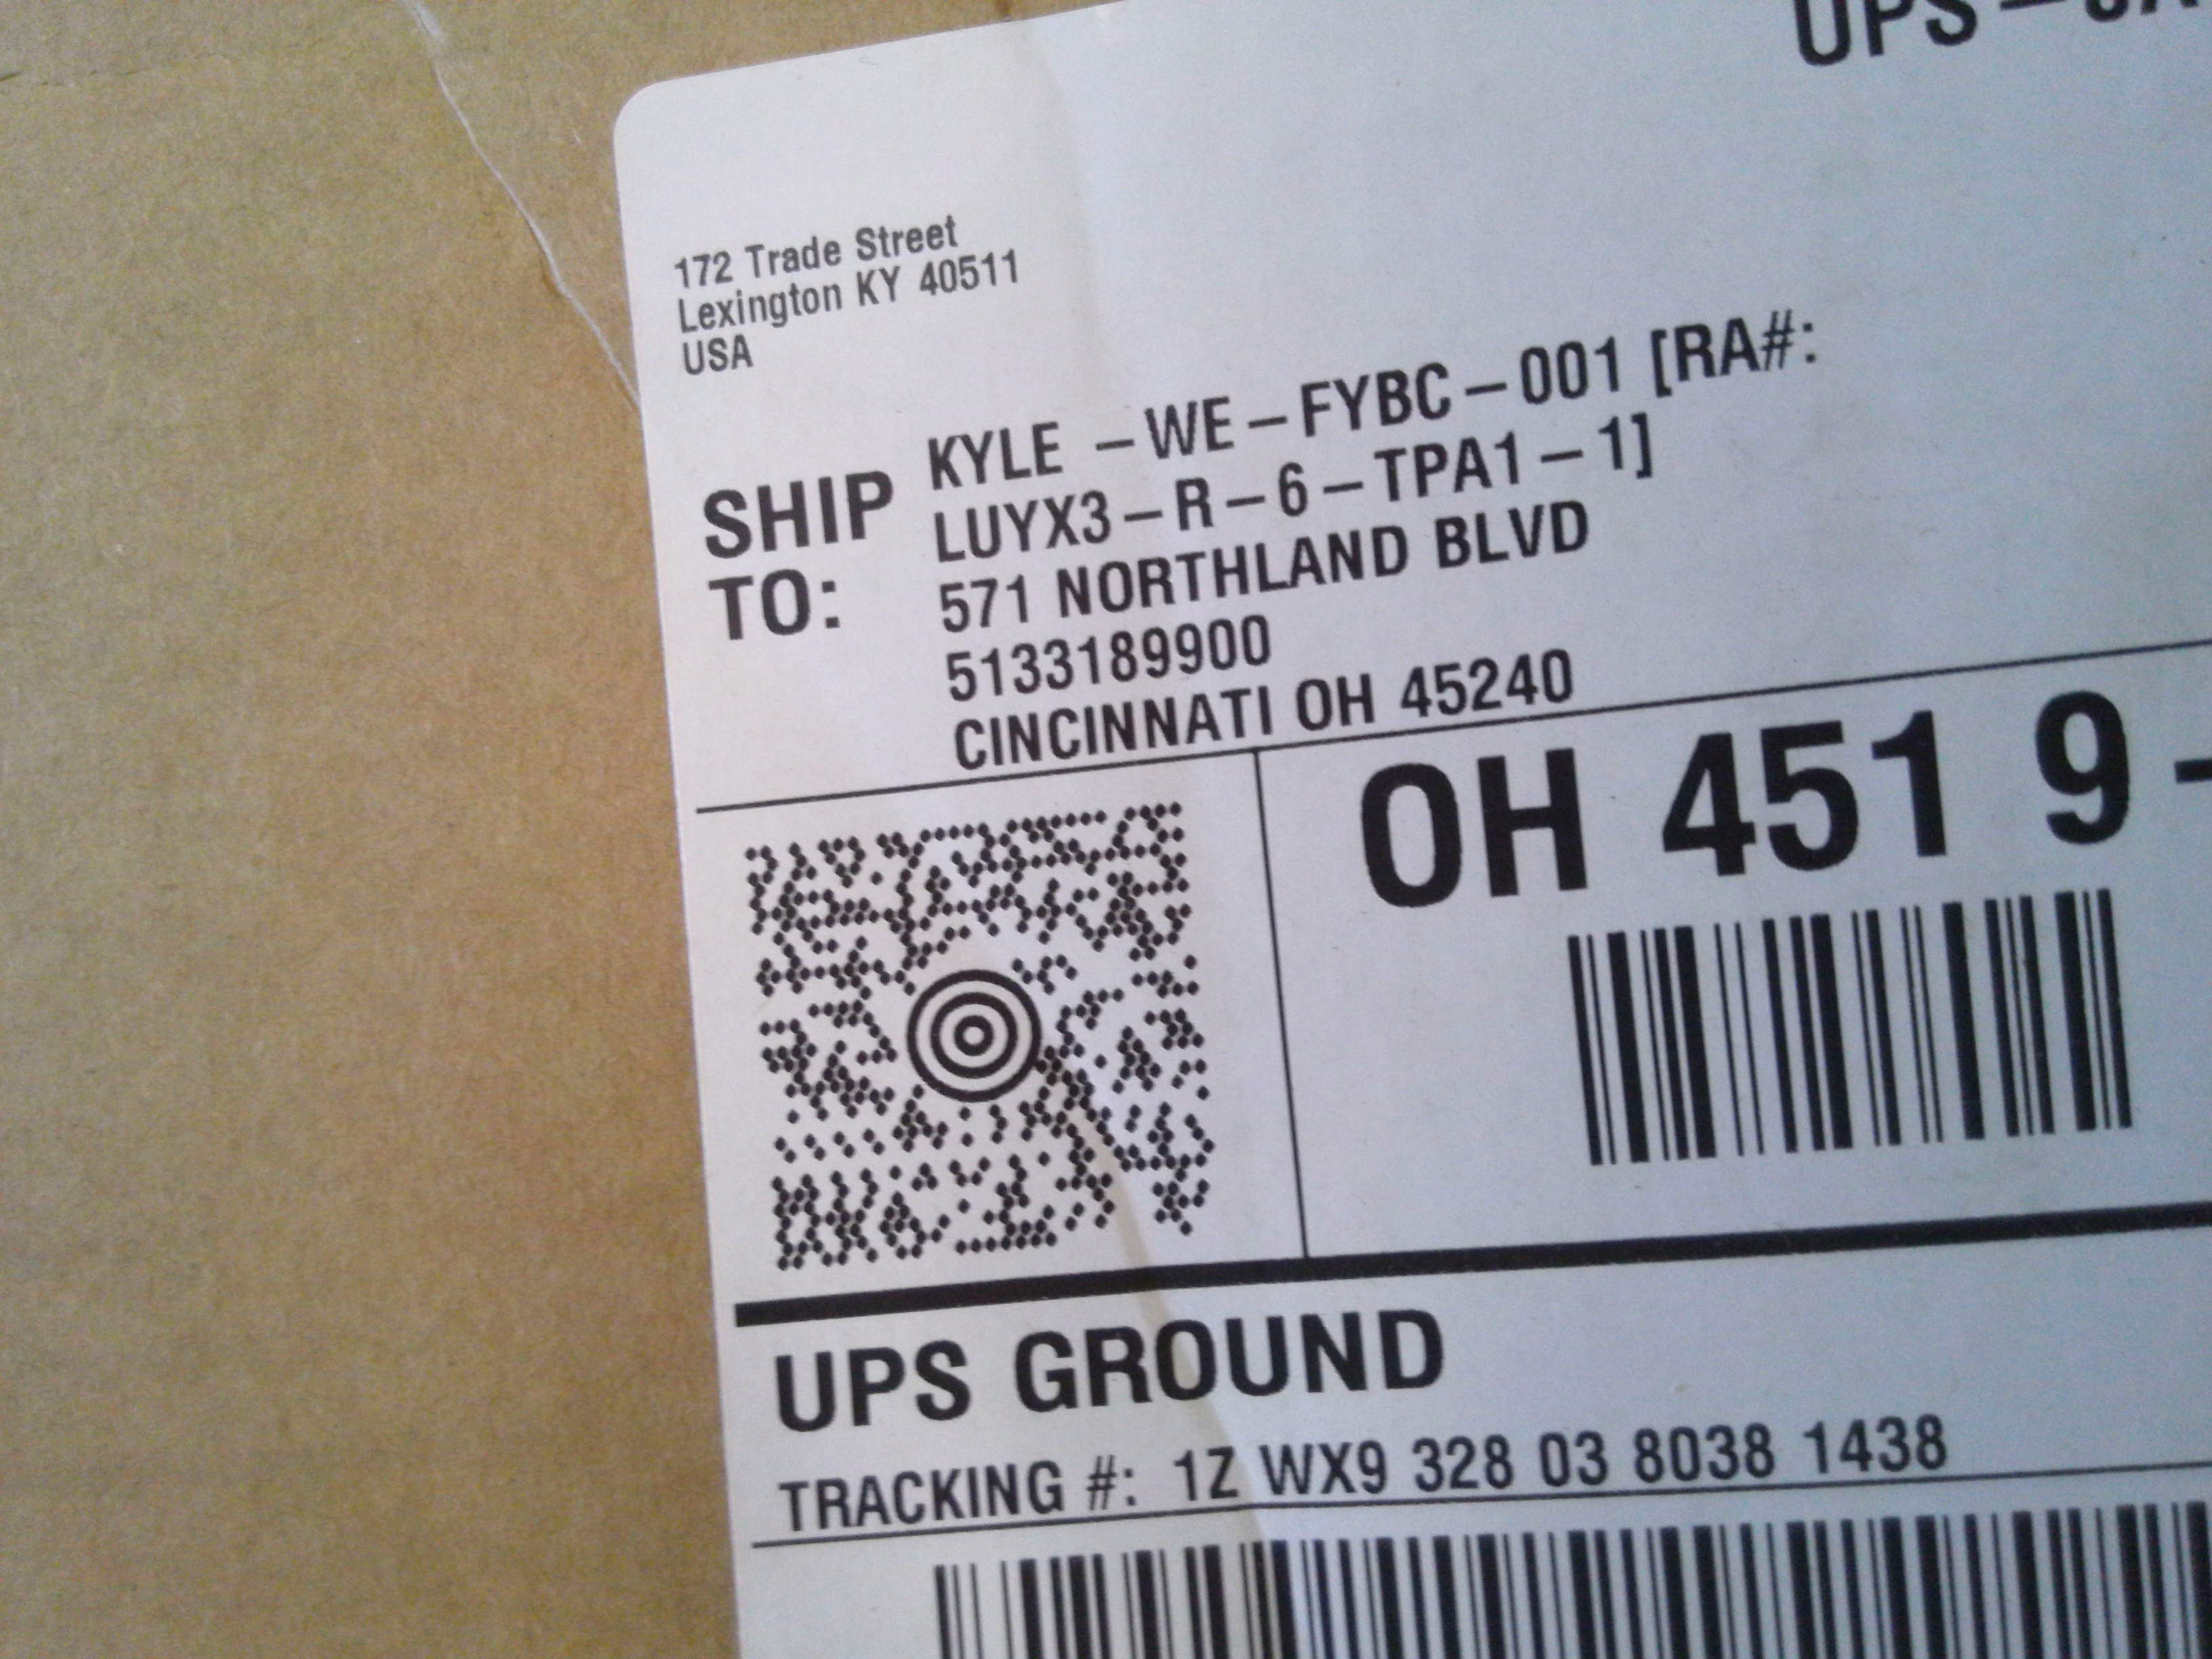 UPS
172 Trade Street
Lexington KY 40511
USA
SHIP TO:
KYLE – WE – FYBC – 001 [RA#:
LUYX3 – R – 6 – TPA1 – 1]
571 NORTHLAND BLVD
5133189900
CINCINNATI OH 45240
OH 451 9 -
UPS GROUND
TRACKING #: 1Z WX9 328 03 8038 1438